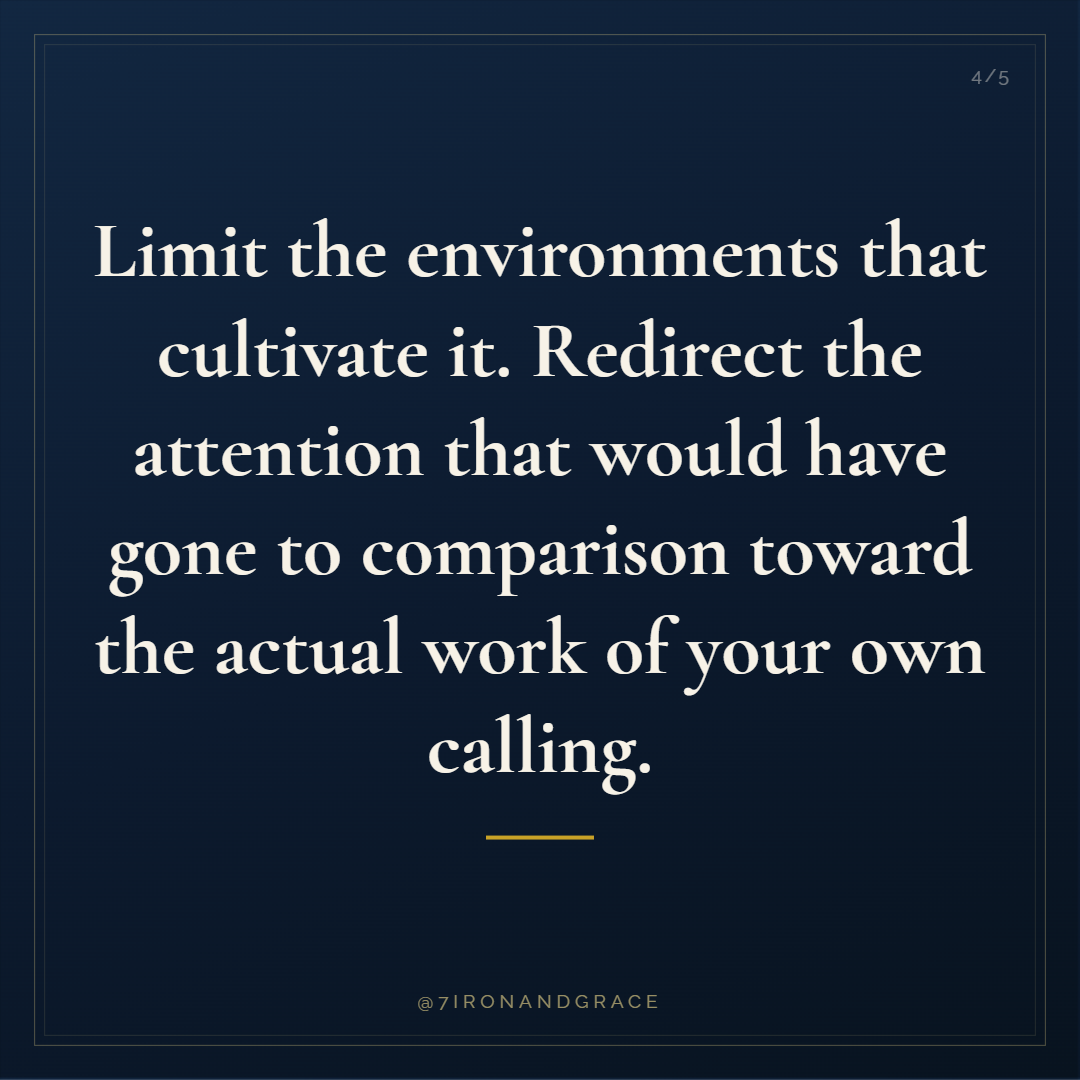 4/5
Limit the environments that
cultivate it. Redirect the
attention that would have
gone to comparison toward
the actual work of your own
calling.
@7IRONANDGRACE